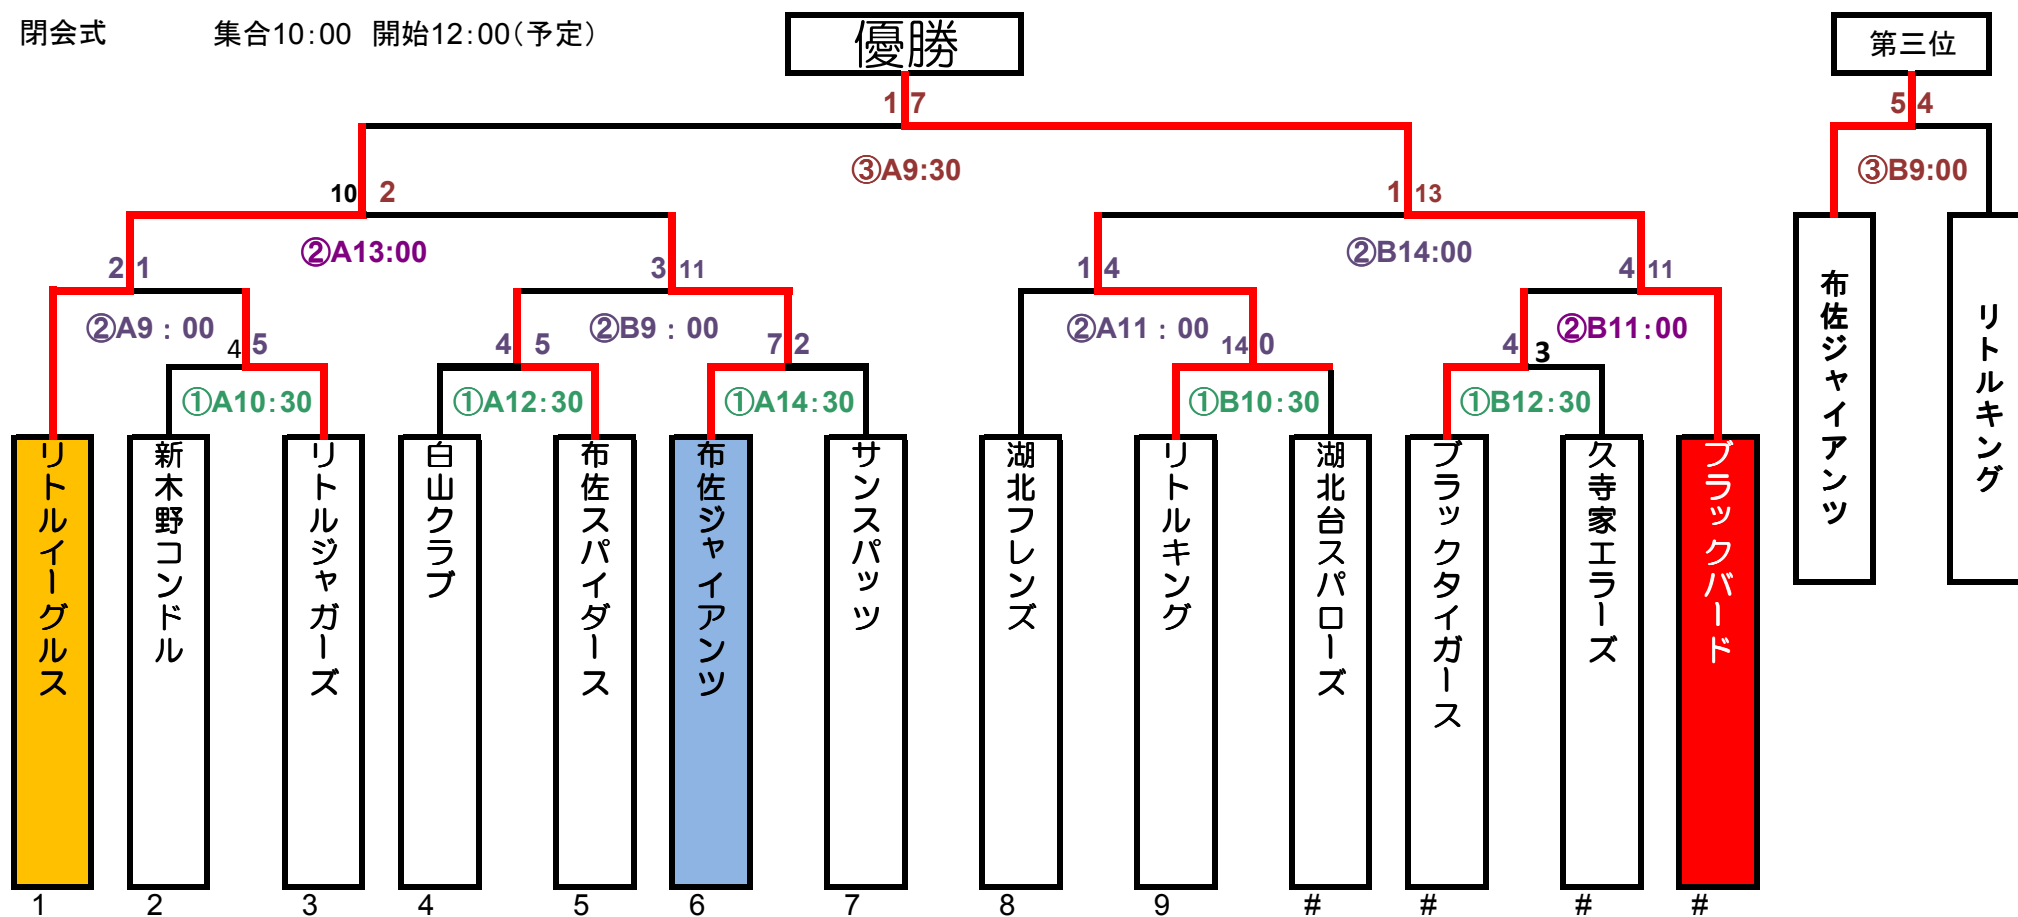 閉会式 集合10:00 開始12:00(予定)
優勝
第三位
1 7
5 4
③A9:30
③B9:00
10 2
1 13
②A13:00
②B14:00
2 1
3 11
1 4
4 11
②A9：00
②B9：00
②A11：00
②B11:00
4 5
4 5
7 2
14 0
4 3
①A10:30
①A12:30
①A14:30
①B10:30
①B12:30
リトルイーグルス
新木野コンドル
リトルジャガーズ
白山クラブ
布佐スパイダース
布佐ジャイアンツ
サンスパッツ
湖北フレンズ
リトルキング
湖北台スパローズ
ブラックタイガース
久寺家エラーズ
ブラックバード
布佐ジャイアンツ
リトルキング
1 2 3 4 5 6 7 8 9 # # # #